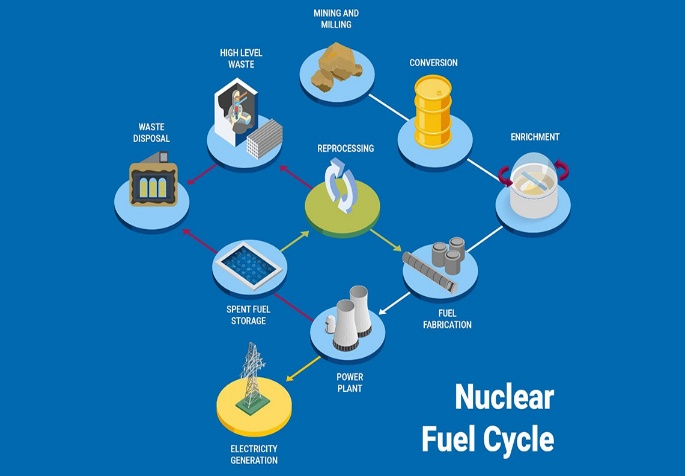 MINING AND
MILLING
HIGH LEVEL
WASTE
CONVERSION
WASTE
DISPOSAL
REPROCESSING
ENRICHMENT
SPENT FUEL
STORAGE
FUEL
FABRICATION
POWER
PLANT
ELECTRICITY
GENERATION
Nuclear
Fuel Cycle